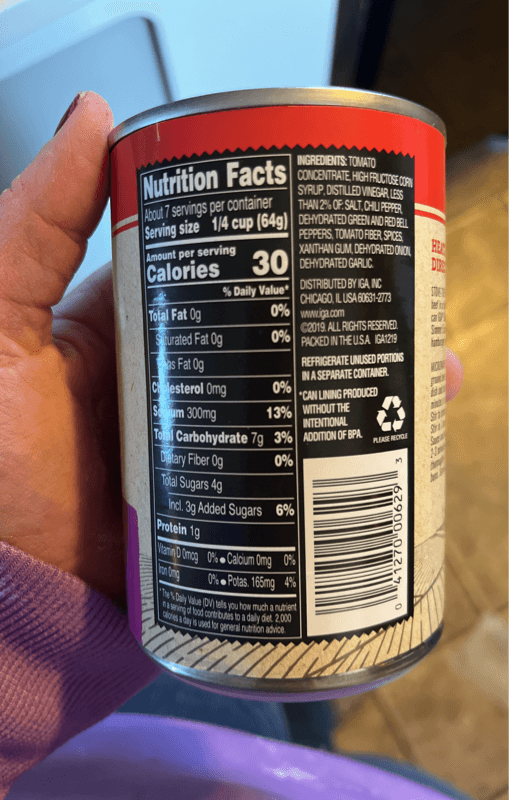 Nutrition Facts
About 7 servings per container
Serving size 1/4 cup (64g)
Amount per serving
Calories 30
% Daily Value*
Total Fat 0g 0%
Saturated Fat 0g 0%
Trans Fat 0g
Cholesterol 0mg 0%
Sodium 300mg 13%
Total Carbohydrate 7g 3%
Dietary Fiber 0g 0%
Total Sugars 4g
Incl. 3g Added Sugars 6%
Protein 1g
Vitamin D 0mcg 0% • Calcium 0mg 0%
Iron 0mg 0% • Potas. 165mg 4%
*The % Daily Value (DV) tells you how much a nutrient
in a serving of food contributes to a daily diet. 2,000
calories a day is used for general nutrition advice.
INGREDIENTS: TOMATO
CONCENTRATE, HIGH FRUCTOSE CORN
SYRUP, DISTILLED VINEGAR, LESS
THAN 2% OF: SALT, CHILI PEPPER,
DEHYDRATED GREEN AND RED BELL
PEPPERS, TOMATO FIBER, SPICES,
XANTHAN GUM, DEHYDRATED ONION,
DEHYDRATED GARLIC.
DISTRIBUTED BY IGA, INC
CHICAGO, IL USA 60631-2773
www.iga.com
©2019. ALL RIGHTS RESERVED.
PACKED IN THE U.S.A. IGA1219
REFRIGERATE UNUSED PORTIONS
IN A SEPARATE CONTAINER.
*CAN LINING PRODUCED
WITHOUT THE
INTENTIONAL
ADDITION OF BPA.
PLEASE RECYCLE
0 41270 00629 3